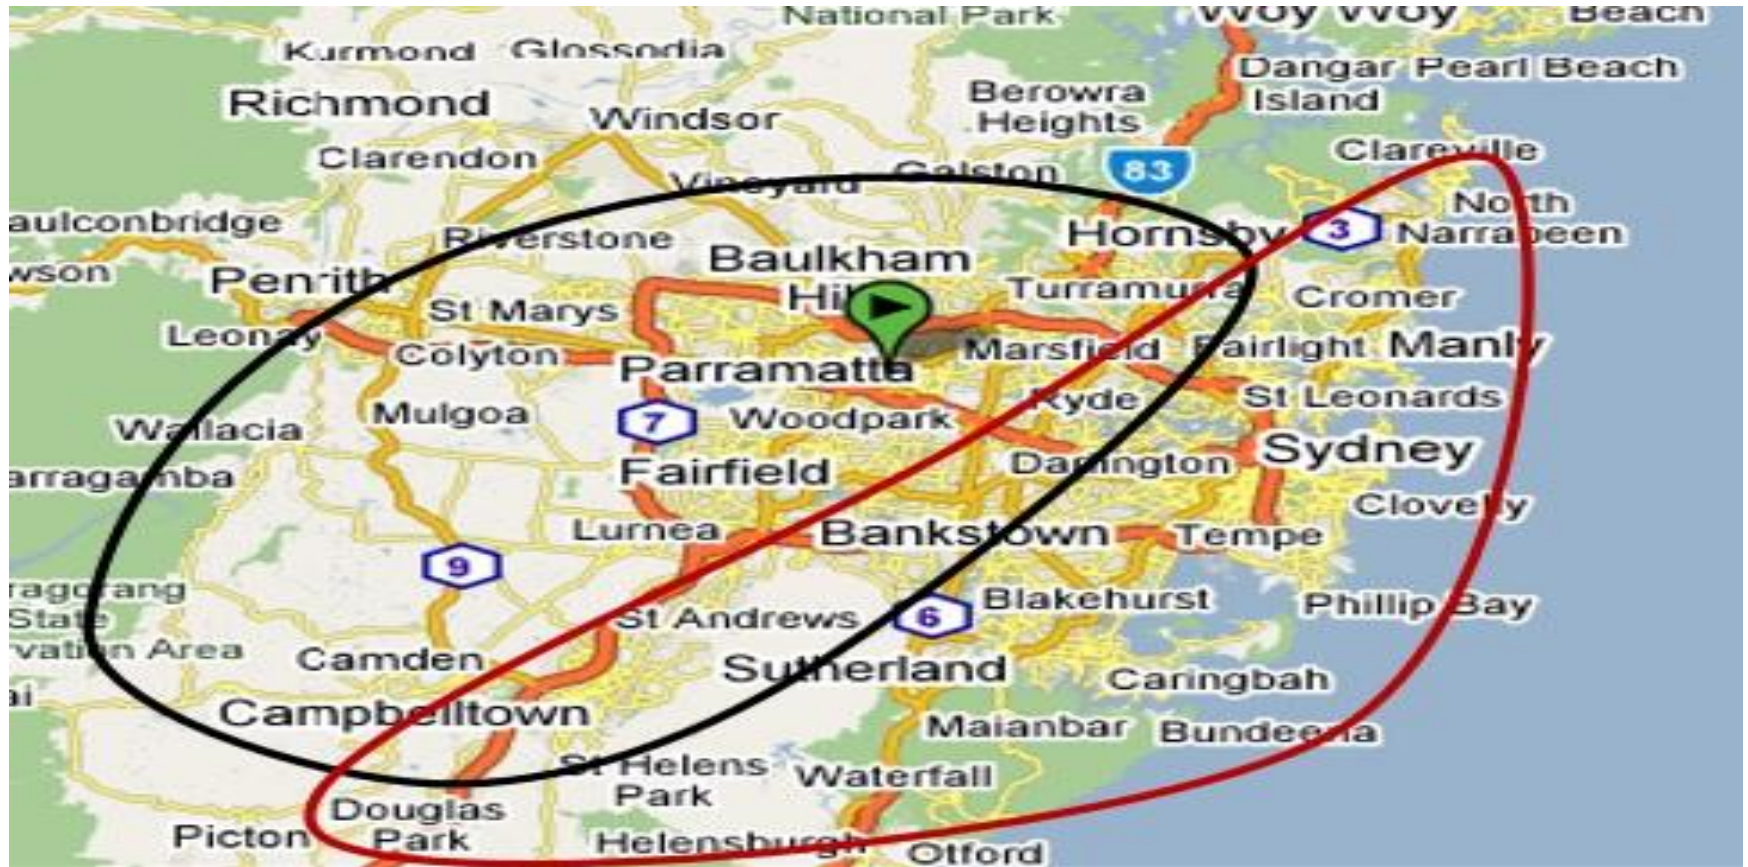 National Park
Woy Woy
Beach
Kurmond
Glossodia
Dangar
Island
Pearl Beach
Richmond
Windsor
Berowra
Heights
Clarendon
Clareville
Vineyard
Galston
83
aulconbridge
North
Narrabeen
Riverstone
Hornsby
3
wson
Penrith
Baulkham
St Marys
Turramurra
Cromer
Leonay
Colyton
Parramatta
Marsfield
Fairlight
Manly
Wallacia
Mulgoa
7
Woodpark
Ryde
St Leonards
arragamba
Fairfield
Sydney
Clovelly
Lurnea
Bankstown
Tempe
9
ragorang
State
rvation Area
St Andrews
6
Blakehurst
Phillip Bay
Camden
Sutherland
Caringbah
ai
Campbelltown
Maianbar
Bundeena
St Helens
Park
Waterfall
Douglas
Park
Picton
Helensburgh
Otford